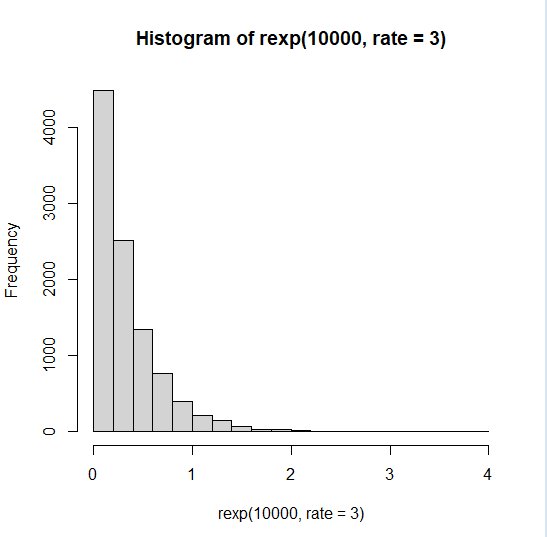 Histogram of rexp(10000, rate = 3)
Frequency
4000
3000
2000
1000
0
0 1 2 3 4
rexp(10000, rate = 3)